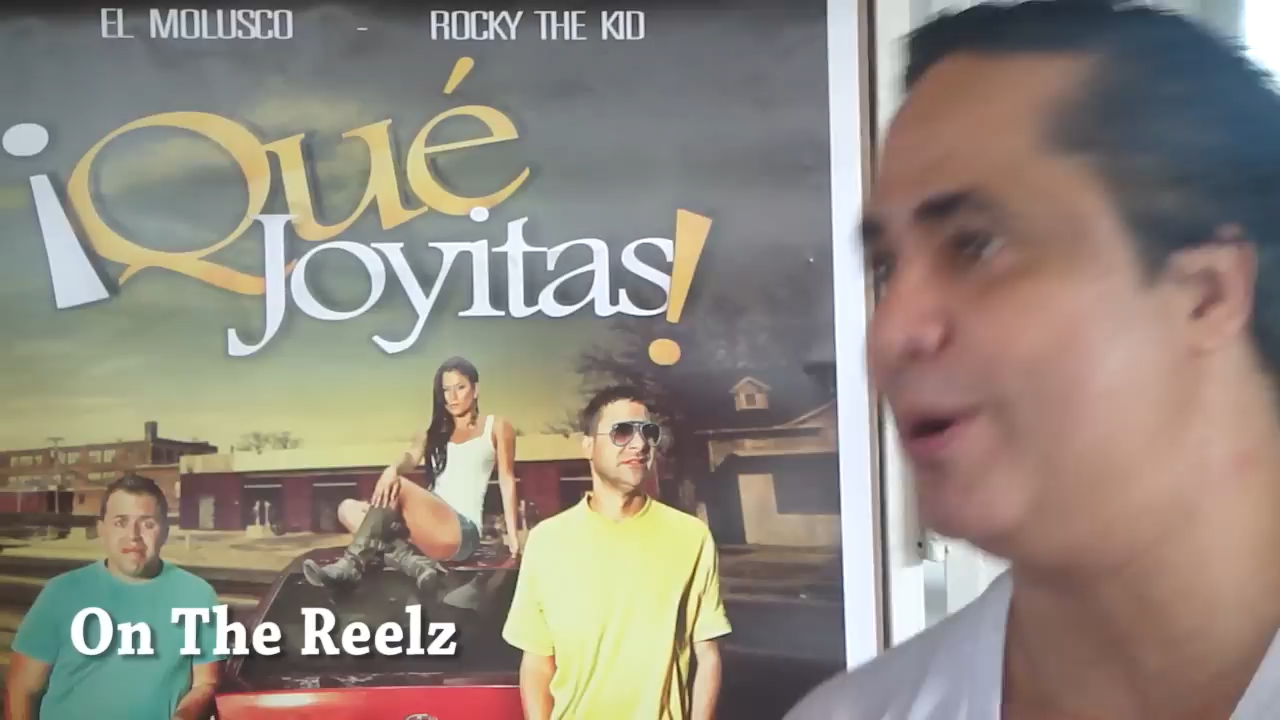 EL MOLUSCO - ROCKY THE KID
¡Qué
Joyitas!
On The Reelz